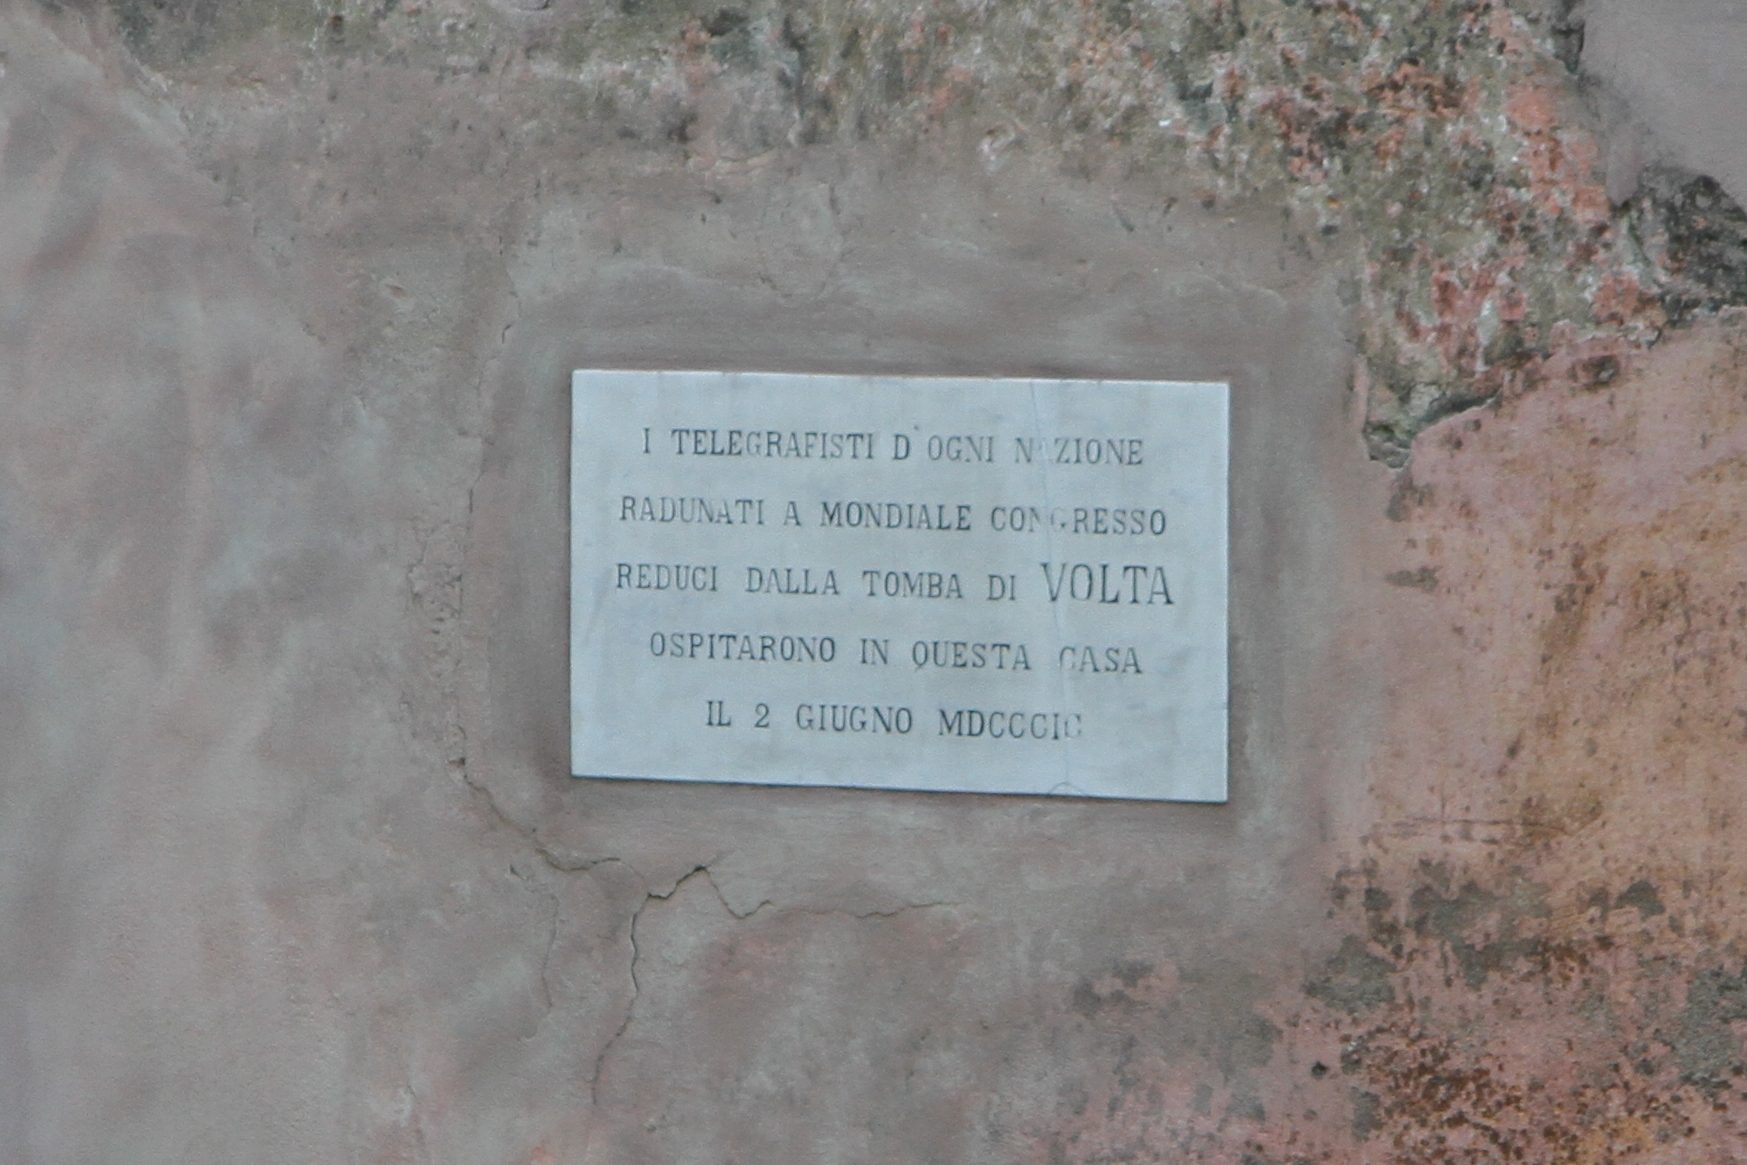 I TELEGRAFISTI D'OGNI NAZIONE
RADUNATI A MONDIALE CONGRESSO
REDUCI DALLA TOMBA DI VOLTA
OSPITARONO IN QUESTA CASA
IL 2 GIUGNO MDCCCIC